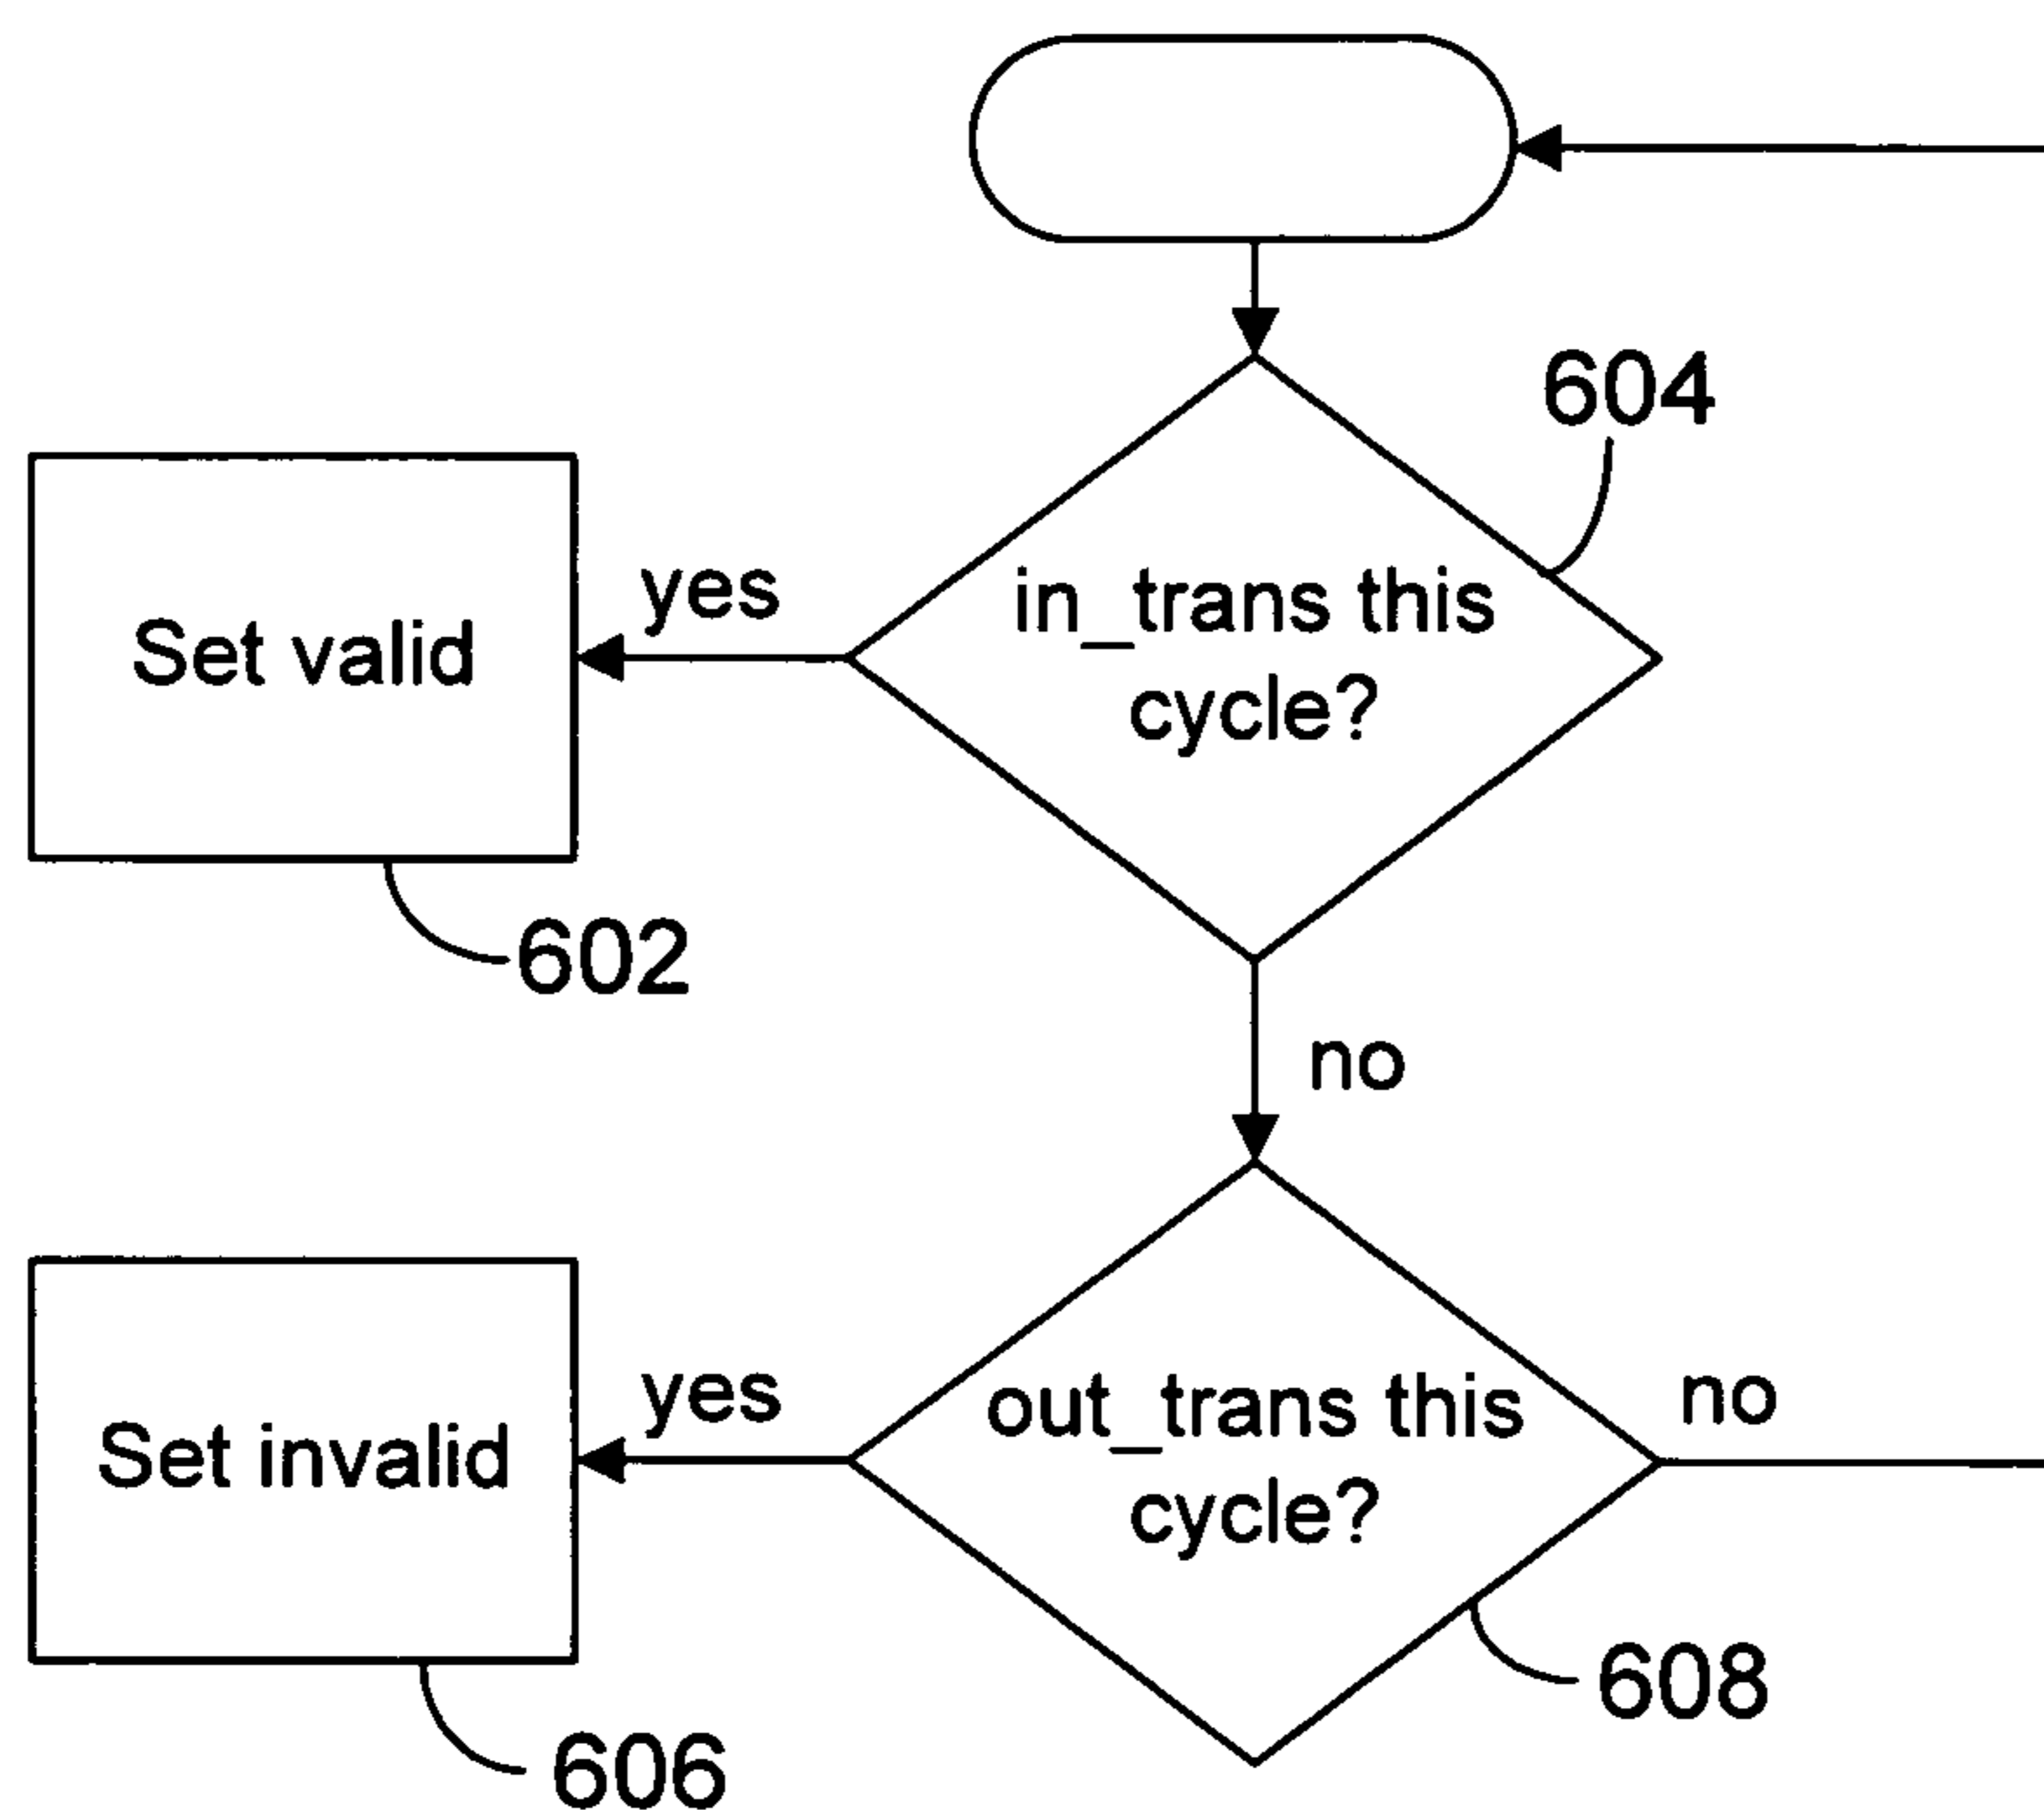 604
yes
in_trans this
cycle?
Set valid
602
no
yes
out_trans this
cycle?
no
Set invalid
608
606